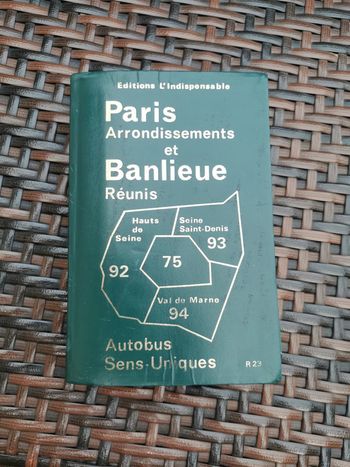 Editions L'Indispensable
Paris
Arrondissements
et
Banlieue
Réunis
Hauts
de
Seine
92
75
Seine
Saint-Denis
93
Val de Marne
94
Autobus
Sens-Uniques
R 23